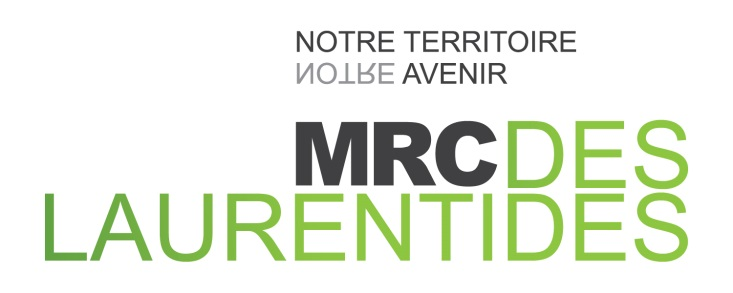 NOTRE TERRITOIRE
NOTRE AVENIR
MRC DES
LAURENTIDES